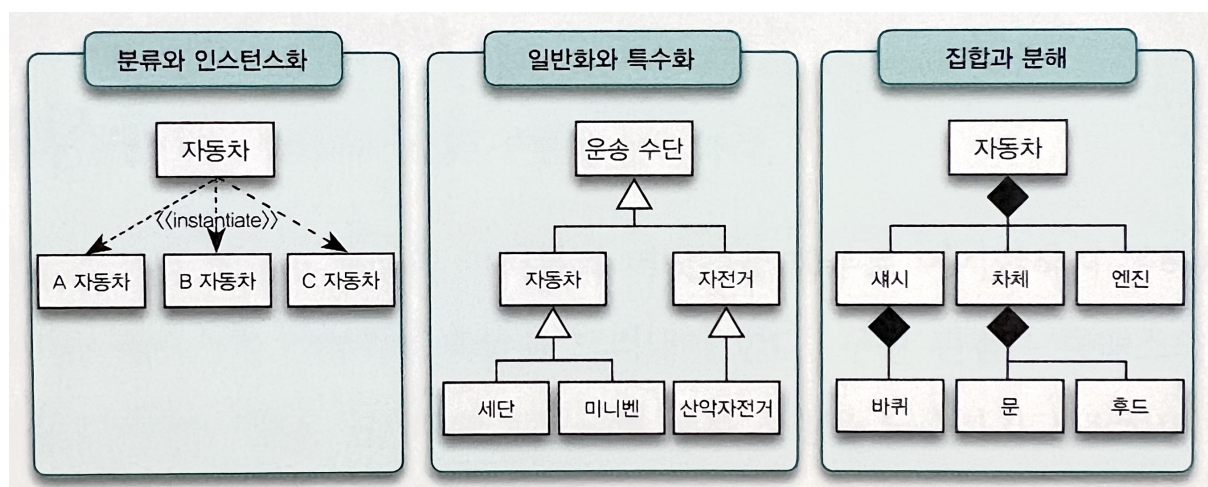 분류와 인스턴스화
자동차
《instantiate》
A 자동차
B 자동차
C 자동차
일반화와 특수화
운송 수단
자동차
자전거
세단
미니벤
산악자전거
집합과 분해
자동차
섀시
차체
엔진
바퀴
문
후드